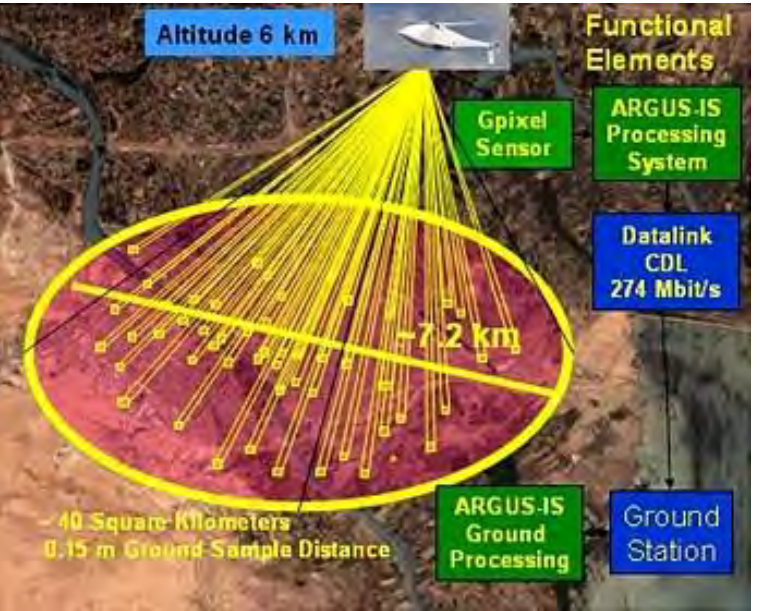 Altitude 6 km
Functional
Elements
Gpixel
Sensor
ARGUS-IS
Processing
System
Datalink
CDL
274 Mbit/s
~7.2 km
~ 40 Square Kilometers
0.15 m Ground Sample Distance
ARGUS-IS
Ground
Processing
Ground
Station